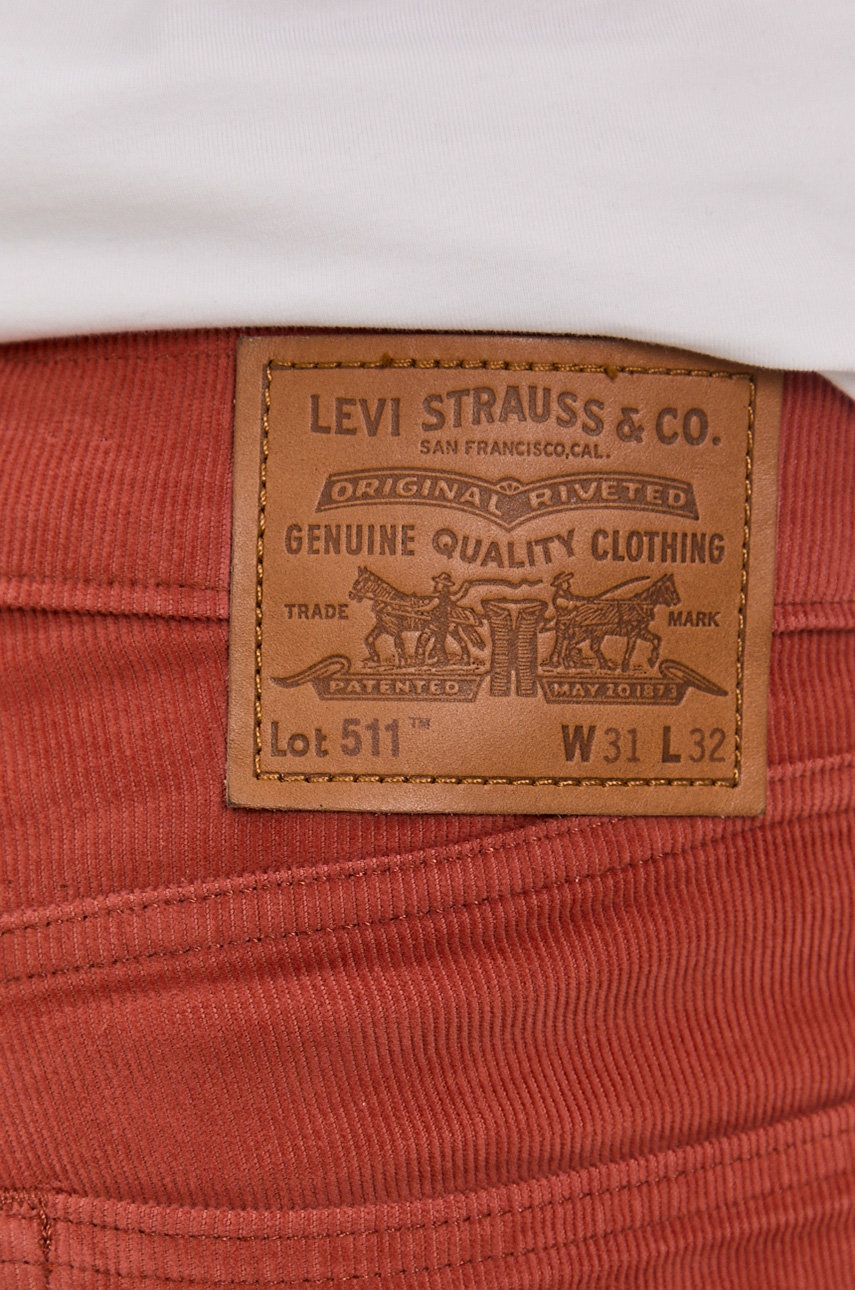 LEVI STRAUSS & CO.
SAN FRANCISCO, CAL.
ORIGINAL RIVETED
GENUINE QUALITY CLOTHING
TRADE MARK
PATENTED MAY 20 1873
Lot 511™ W 31 L 32